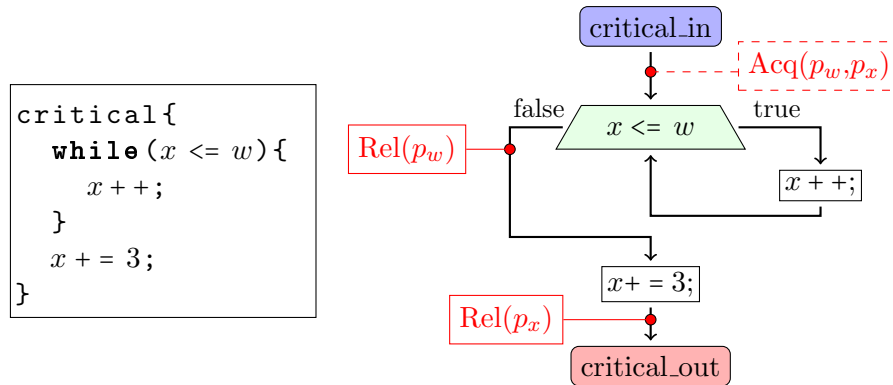 critical{
while(x <= w){
x++;
}
x += 3;
}
critical_in
Acq(p_w,p_x)
false
true
x <= w
Rel(p_w)
x++;
x+=3;
Rel(p_x)
critical_out